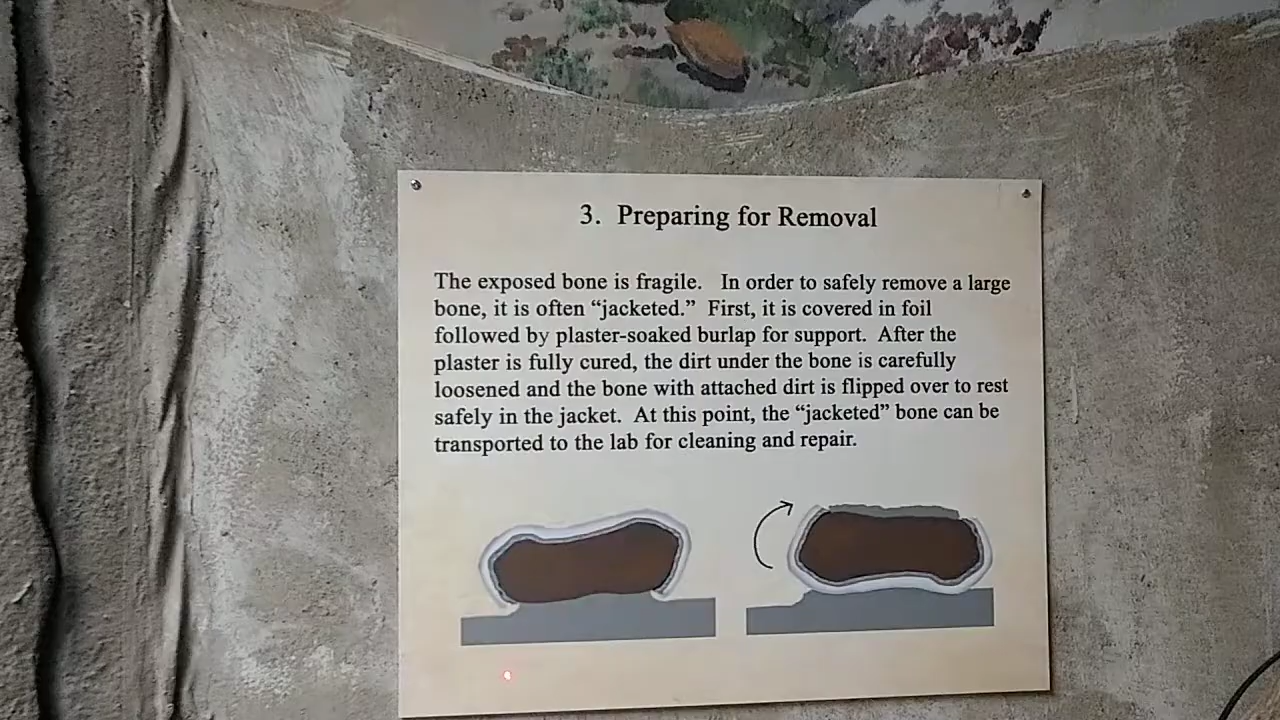 3. Preparing for Removal
The exposed bone is fragile. In order to safely remove a large
bone, it is often “jacketed.” First, it is covered in foil
followed by plaster-soaked burlap for support. After the
plaster is fully cured, the dirt under the bone is carefully
loosened and the bone with attached dirt is flipped over to rest
safely in the jacket. At this point, the “jacketed” bone can be
transported to the lab for cleaning and repair.